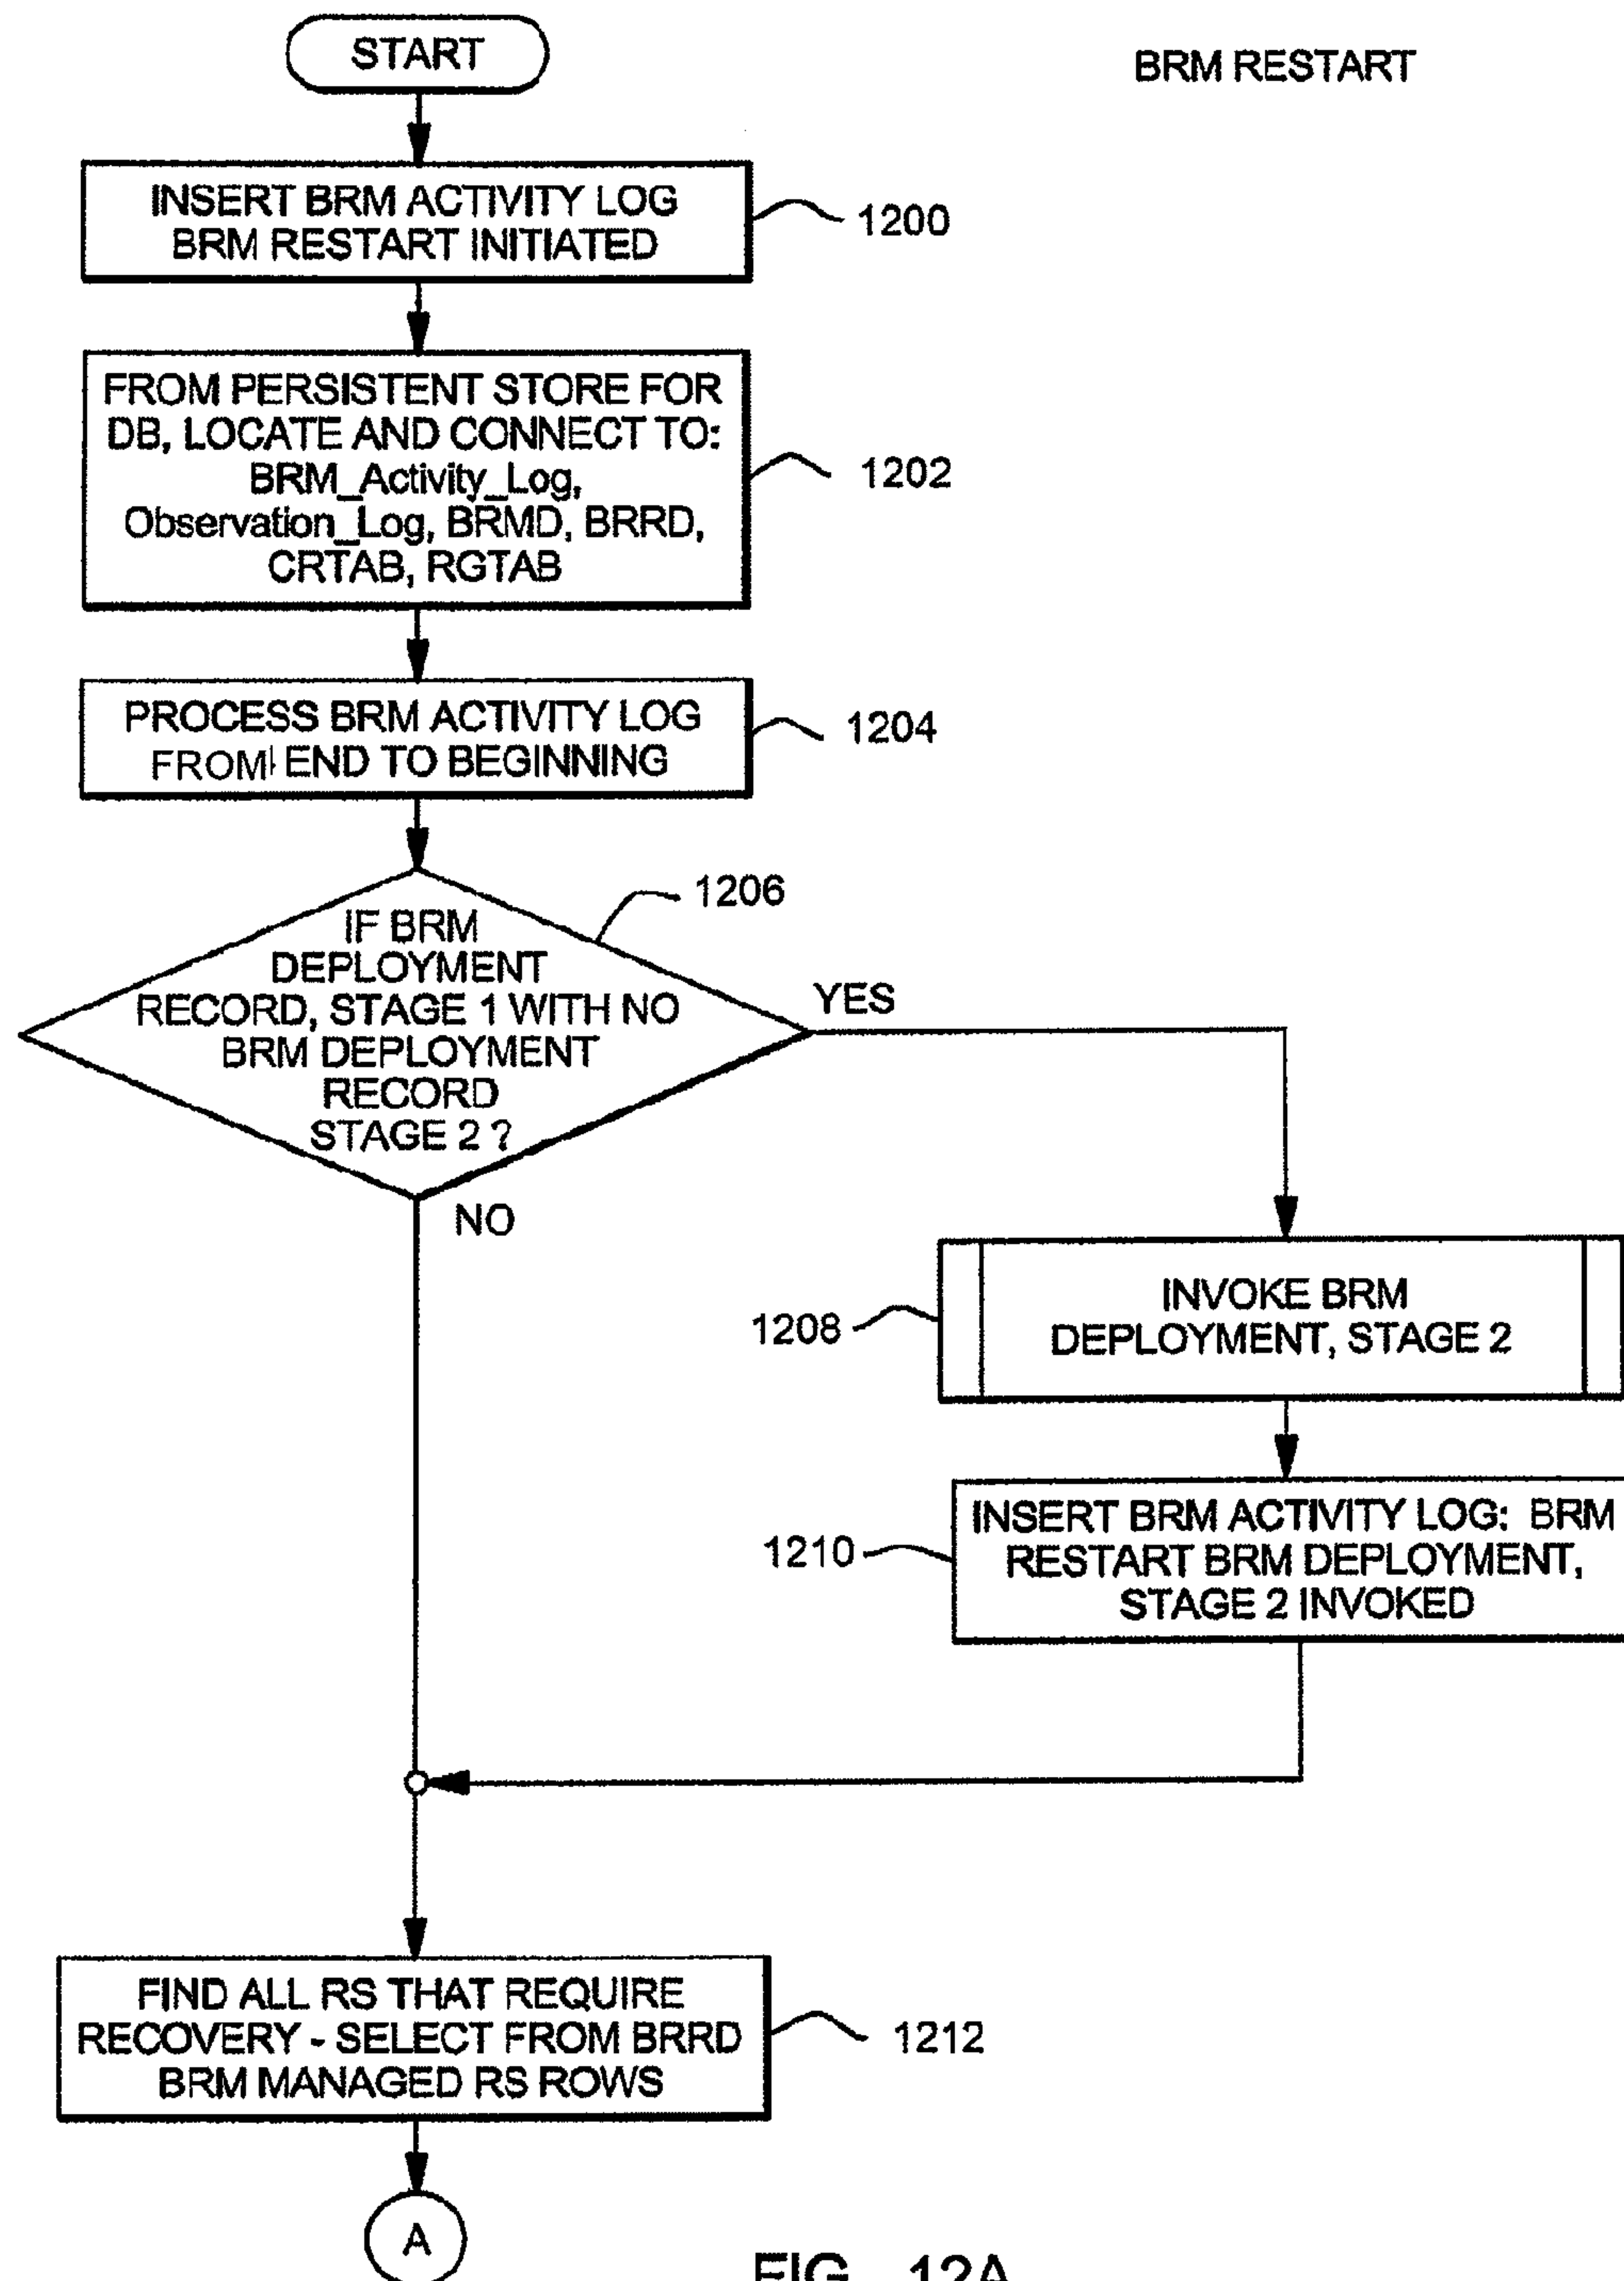 START
BRM RESTART
INSERT BRM ACTIVITY LOG
BRM RESTART INITIATED
1200
FROM PERSISTENT STORE FOR
DB, LOCATE AND CONNECT TO:
BRM_Activity_Log,
Observation_Log, BRMD, BRRD,
CRTAB, RGTAB
1202
PROCESS BRM ACTIVITY LOG
FROM END TO BEGINNING
1204
1206
IF BRM
DEPLOYMENT
RECORD, STAGE 1 WITH NO
BRM DEPLOYMENT
RECORD
STAGE 2 ?
YES
NO
INVOKE BRM
DEPLOYMENT, STAGE 2
1208
INSERT BRM ACTIVITY LOG: BRM
RESTART BRM DEPLOYMENT,
STAGE 2 INVOKED
1210
FIND ALL RS THAT REQUIRE
RECOVERY - SELECT FROM BRRD
BRM MANAGED RS ROWS
1212
A
FIG. 12A